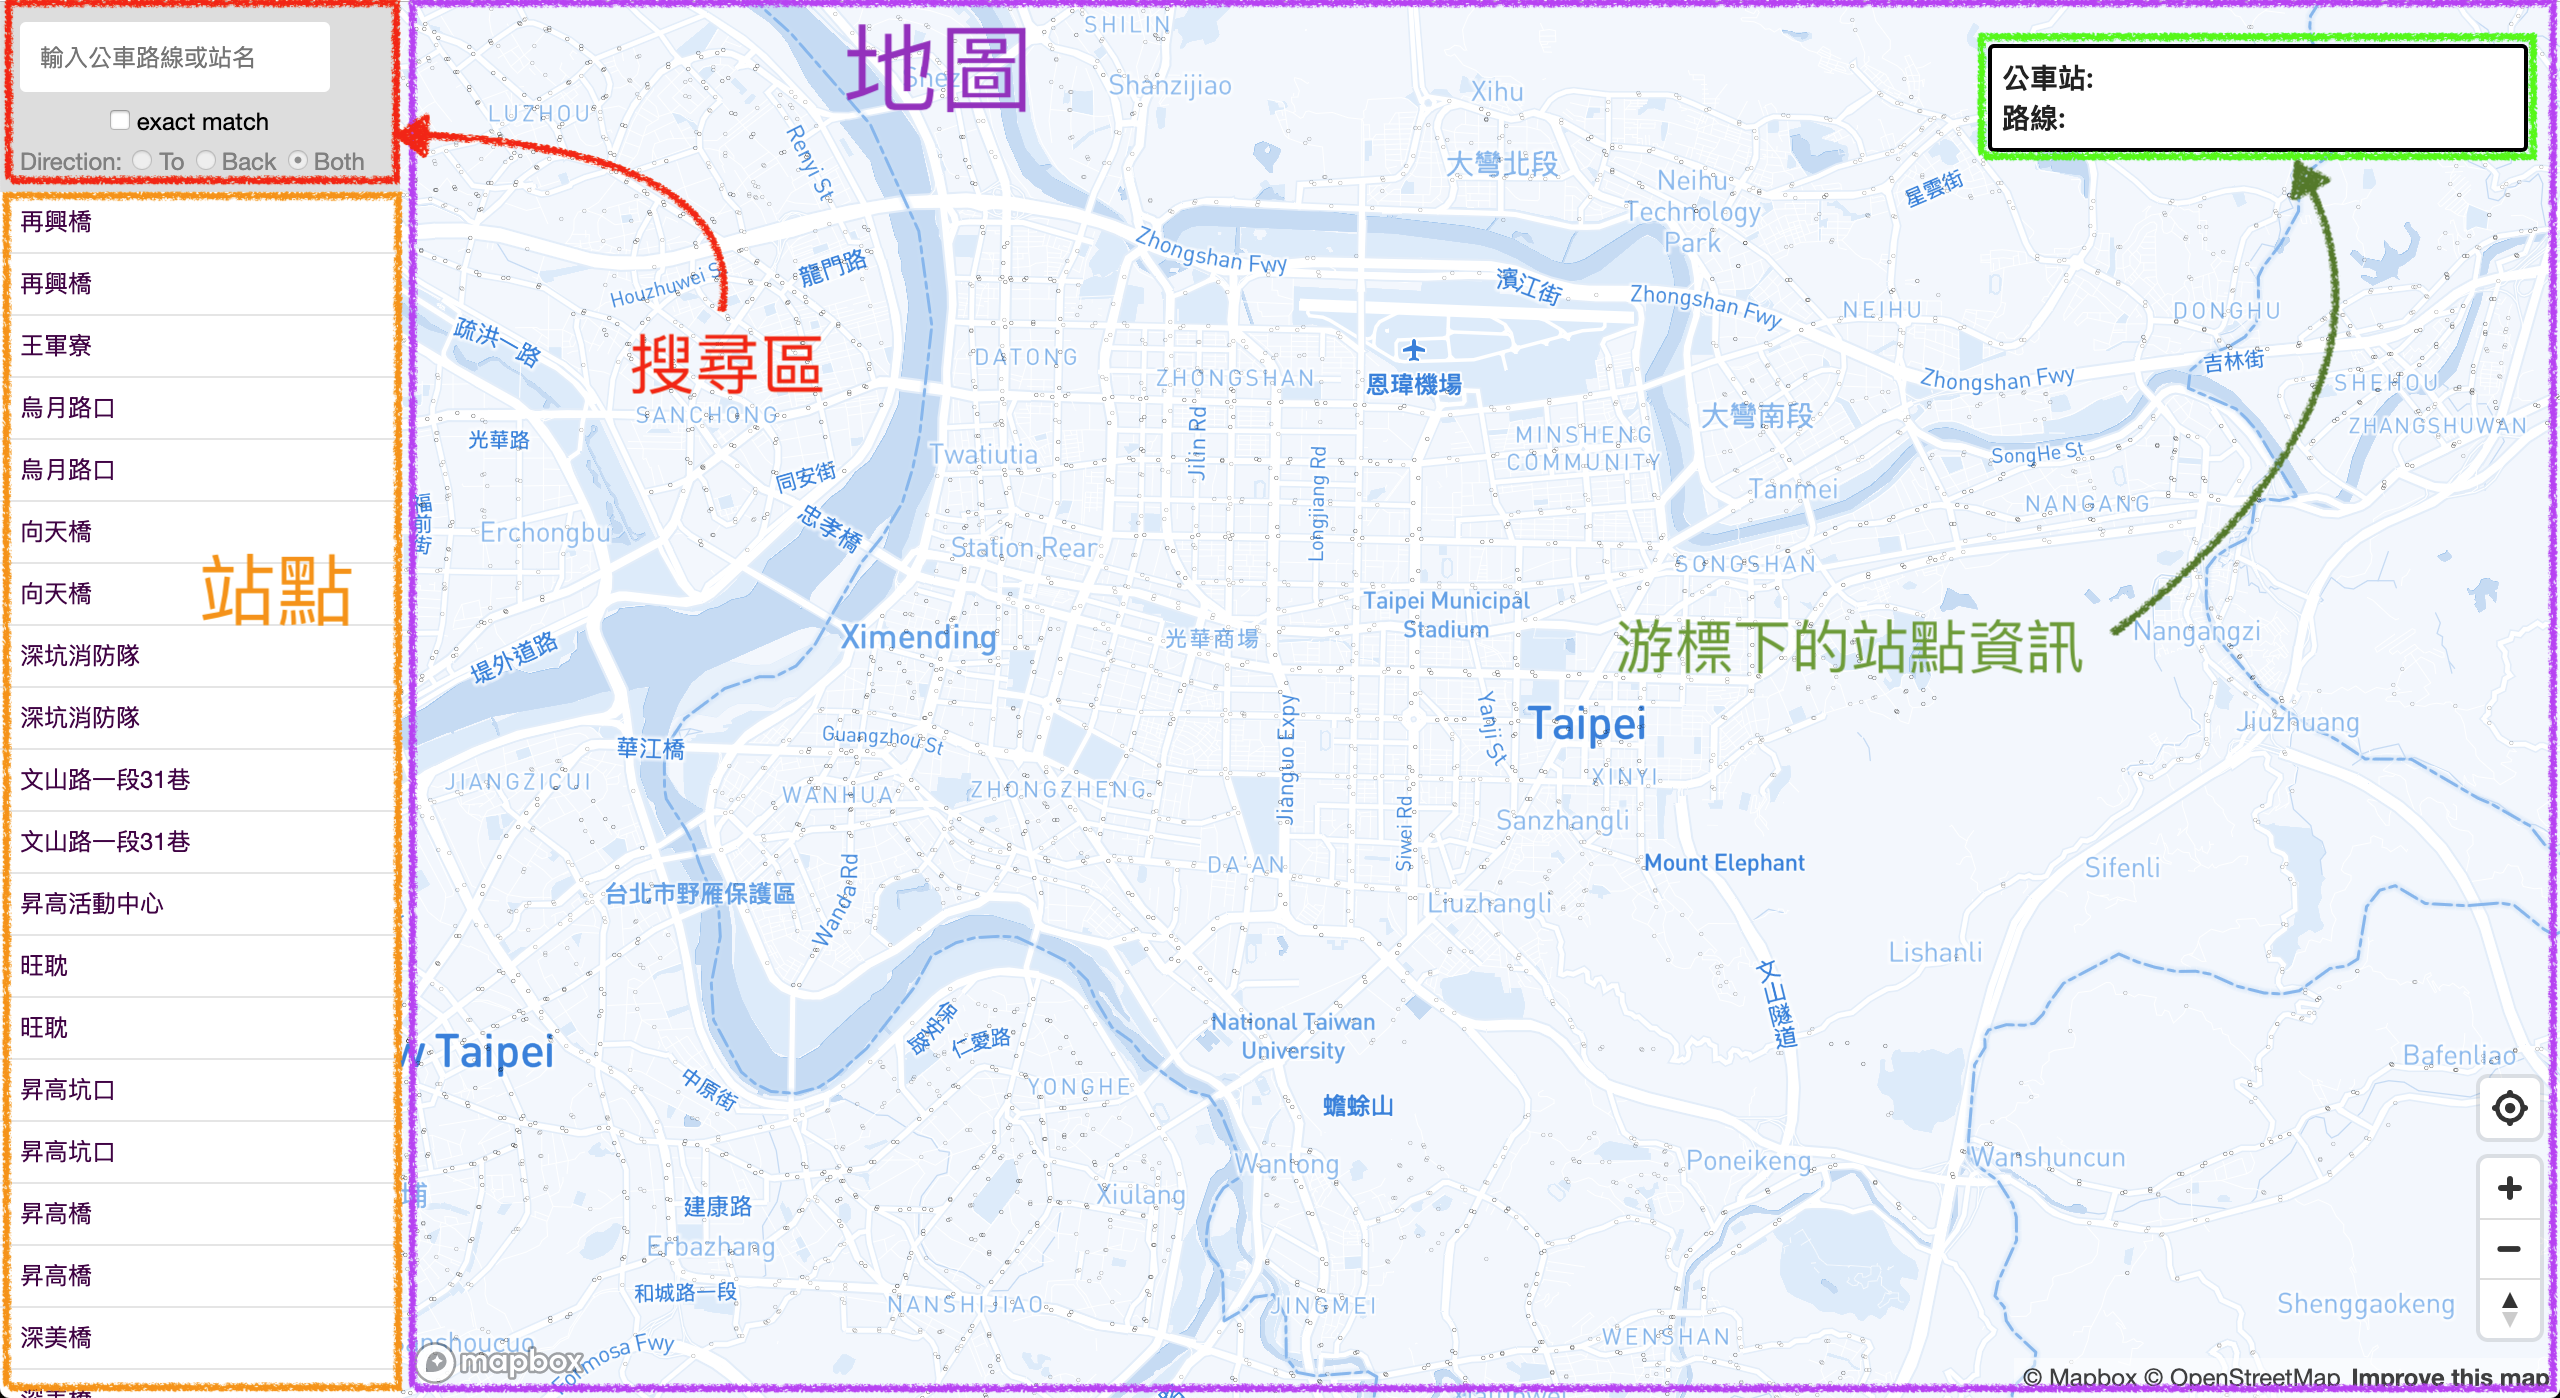 輸入公車路線或站名
exact match
Direction: To Back Both
再興橋
再興橋
王軍寮
烏月路口
烏月路口
向天橋
向天橋
深坑消防隊
深坑消防隊
文山路一段31巷
文山路一段31巷
昇高活動中心
旺耽
旺耽
昇高坑口
昇高坑口
昇高橋
昇高橋
深美橋
站點
地圖
搜尋區
游標下的站點資訊
公車站:
路線:
SHILIN
Shanzijiao
Xihu
LUZHOU
Renyi St
大彎北段
Neihu
Technology
Park
星雲街
Zhongshan Fwy
龍門路
Houzhuwei St
濱江街
Zhongshan Fwy
NEIHU
DONGHU
疏洪一路
DATONG
ZHONGSHAN
恩瑋機場
Zhongshan Fwy
吉林街
SHEHOU
SANCHONG
光華路
Jilin Rd
大彎南段
MINSHENG
COMMUNITY
ZHANGSHUWAN
Twatiutia
SongHe St
同安街
Longjiang Rd
Tanmei
NANGANG
福前街
Erchongbu
忠孝橋
Station Rear
SONGSHAN
Taipei Municipal
Stadium
Ximending
光華商場
Nangangzi
堤外道路
Yanji St
Taipei
Jiuzhuang
華江橋
Guangzhou St
Jianguo Expy
JIANGZICUI
WANHUA
ZHONGZHENG
XINYI
Sanzhangli
Siwei Rd
DA'AN
Mount Elephant
Sifenli
台北市野雁保護區
Wanda Rd
Liuzhangli
Lishanli
文山隧道
National Taiwan
University
保安路
仁愛路
w Taipei
中原街
YONGHE
蟾蜍山
Bafenliao
Wanlong
Poneikeng
Wanshuncun
埔
Xiulang
建康路
Erbazhang
和城路一段
NANSHIJIAO
JINGMEI
Shenggaokeng
WENSHAN
Formosa Fwy
mapbox
© Mapbox © OpenStreetMap Improve this map